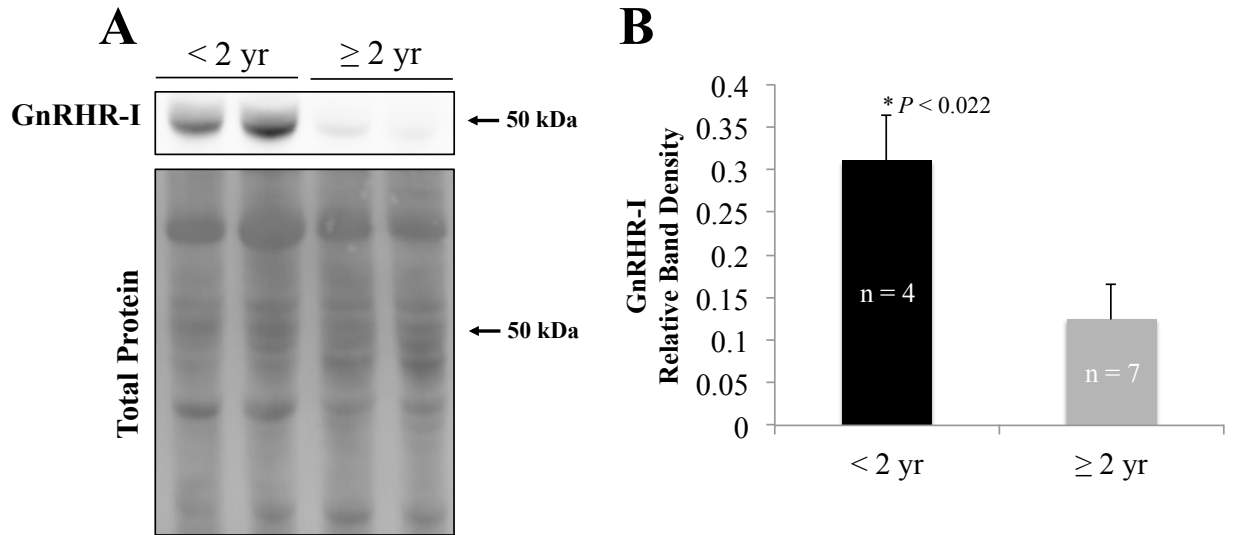 A
< 2 yr
≥ 2 yr
GnRHR-I
50 kDa
Total Protein
50 kDa
B
GnRHR-I
Relative Band Density
0.4
0.35
0.3
0.25
0.2
0.15
0.1
0.05
0
* P < 0.022
n = 4
n = 7
< 2 yr
≥ 2 yr